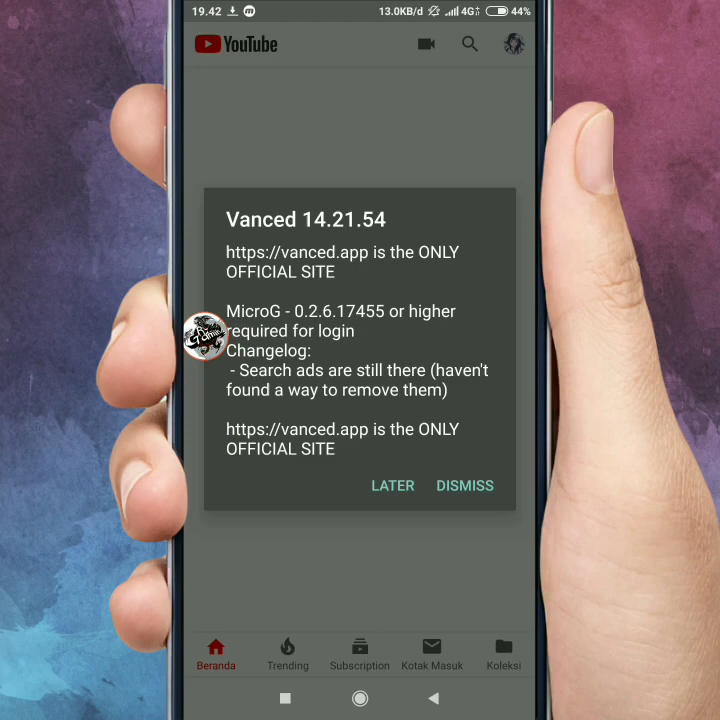 19.42
13.0KB/d 4G 44%
YouTube
Vanced 14.21.54
https://vanced.app is the ONLY
OFFICIAL SITE
MicroG - 0.2.6.17455 or higher
required for login
Changelog:
- Search ads are still there (haven't
found a way to remove them)
https://vanced.app is the ONLY
OFFICIAL SITE
LATER DISMISS
Beranda Trending Subscription Kotak Masuk Koleksi